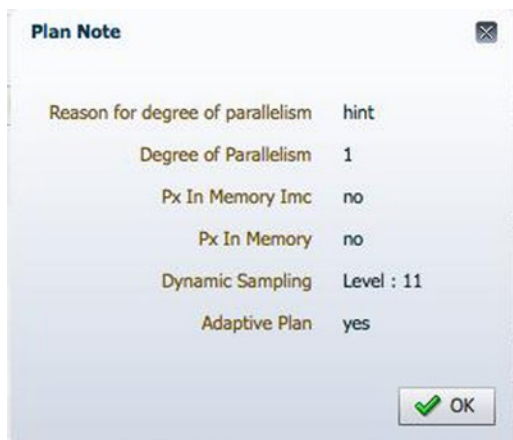 Plan Note
Reason for degree of parallelism hint
Degree of Parallelism 1
Px In Memory Imc no
Px In Memory no
Dynamic Sampling Level : 11
Adaptive Plan yes
OK